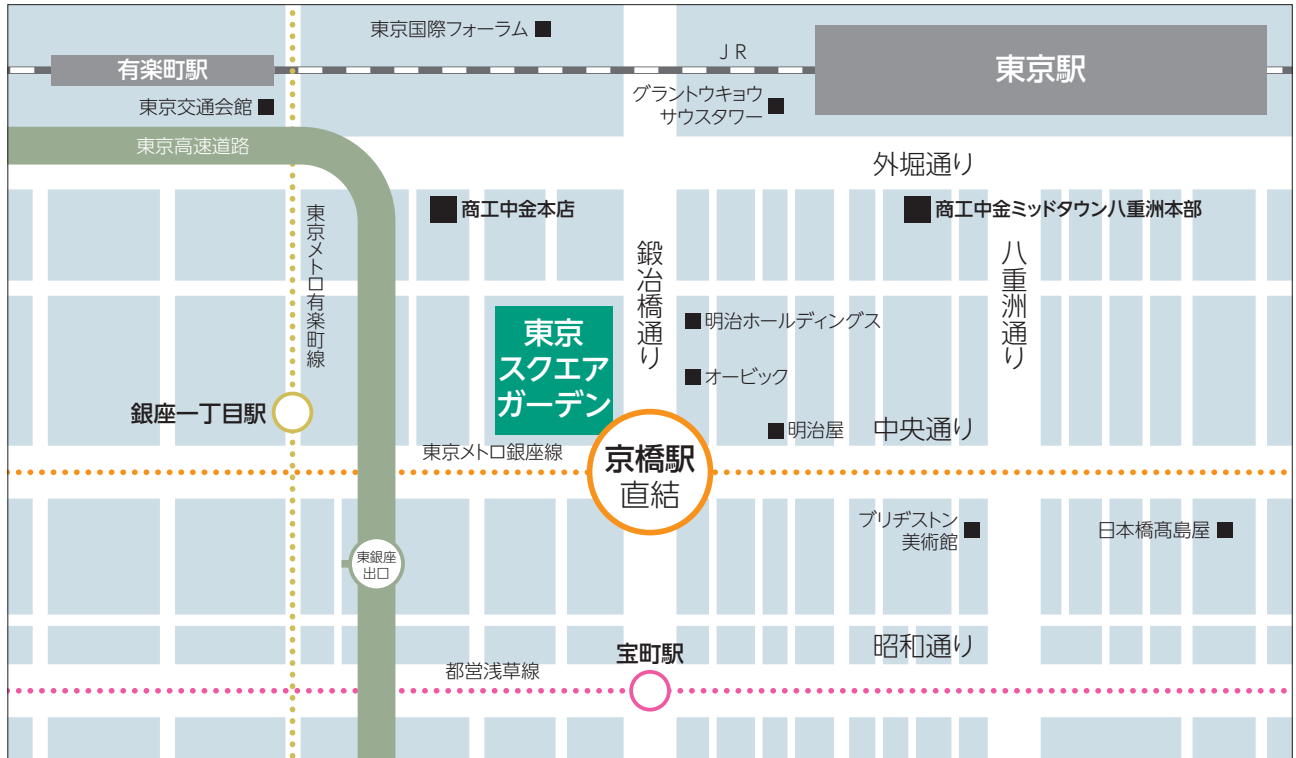 東京国際フォーラム
JR
有楽町駅
東京駅
東京交通会館
グラントウキョウ
サウスタワー
東京高速道路
外堀通り
商工中金本店
商工中金ミッドタウン八重洲本部
東京メトロ有楽町線
鍛冶橋通り
八重洲通り
東京
スクエア
ガーデン
明治ホールディングス
オービック
銀座一丁目駅
明治屋
中央通り
東京メトロ銀座線
京橋駅
直結
ブリヂストン
美術館
日本橋髙島屋
東銀座
出口
宝町駅
昭和通り
都営浅草線